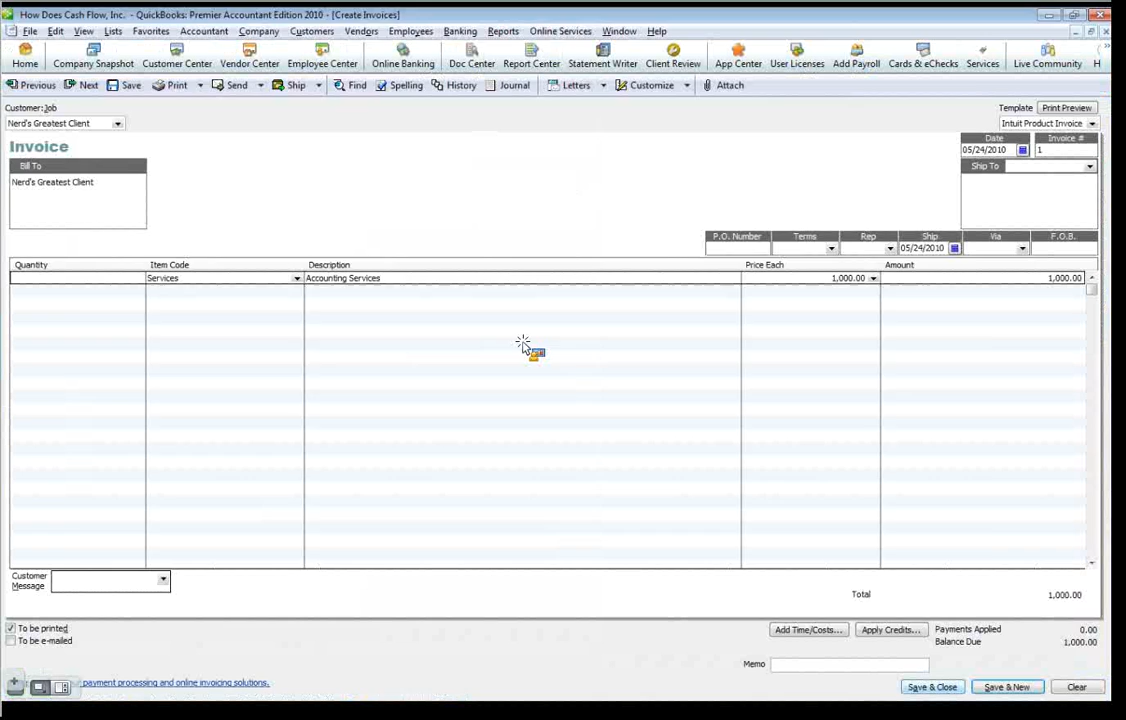 How Does Cash Flow, Inc. - QuickBooks: Premier Accountant Edition 2010 - [Create Invoices]
File Edit View Lists Favorites Accountant Company Customers Vendors Employees Banking Reports Online Services Window Help
Home Company Snapshot Customer Center Vendor Center Employee Center Online Banking Doc Center Report Center Statement Writer Client Review App Center User Licenses Add Payroll Cards & eChecks Services Live Community H
Previous Next Save Print Send Ship Find Spelling History Journal Letters Customize Attach
Customer:Job Template Print Preview
Nerd's Greatest Client Intuit Product Invoice
Invoice Date Invoice #
05/24/2010 1
Bill To Ship To
Nerd's Greatest Client
P.O. Number Terms Rep Ship Via F.O.B.
05/24/2010
Quantity Item Code Description Price Each Amount
Services Accounting Services 1,000.00 1,000.00
Customer
Message
Total 1,000.00
To be printed Add Time/Costs... Apply Credits... Payments Applied 0.00
To be e-mailed Balance Due 1,000.00
Memo
payment processing and online invoicing solutions.
Save & Close Save & New Clear